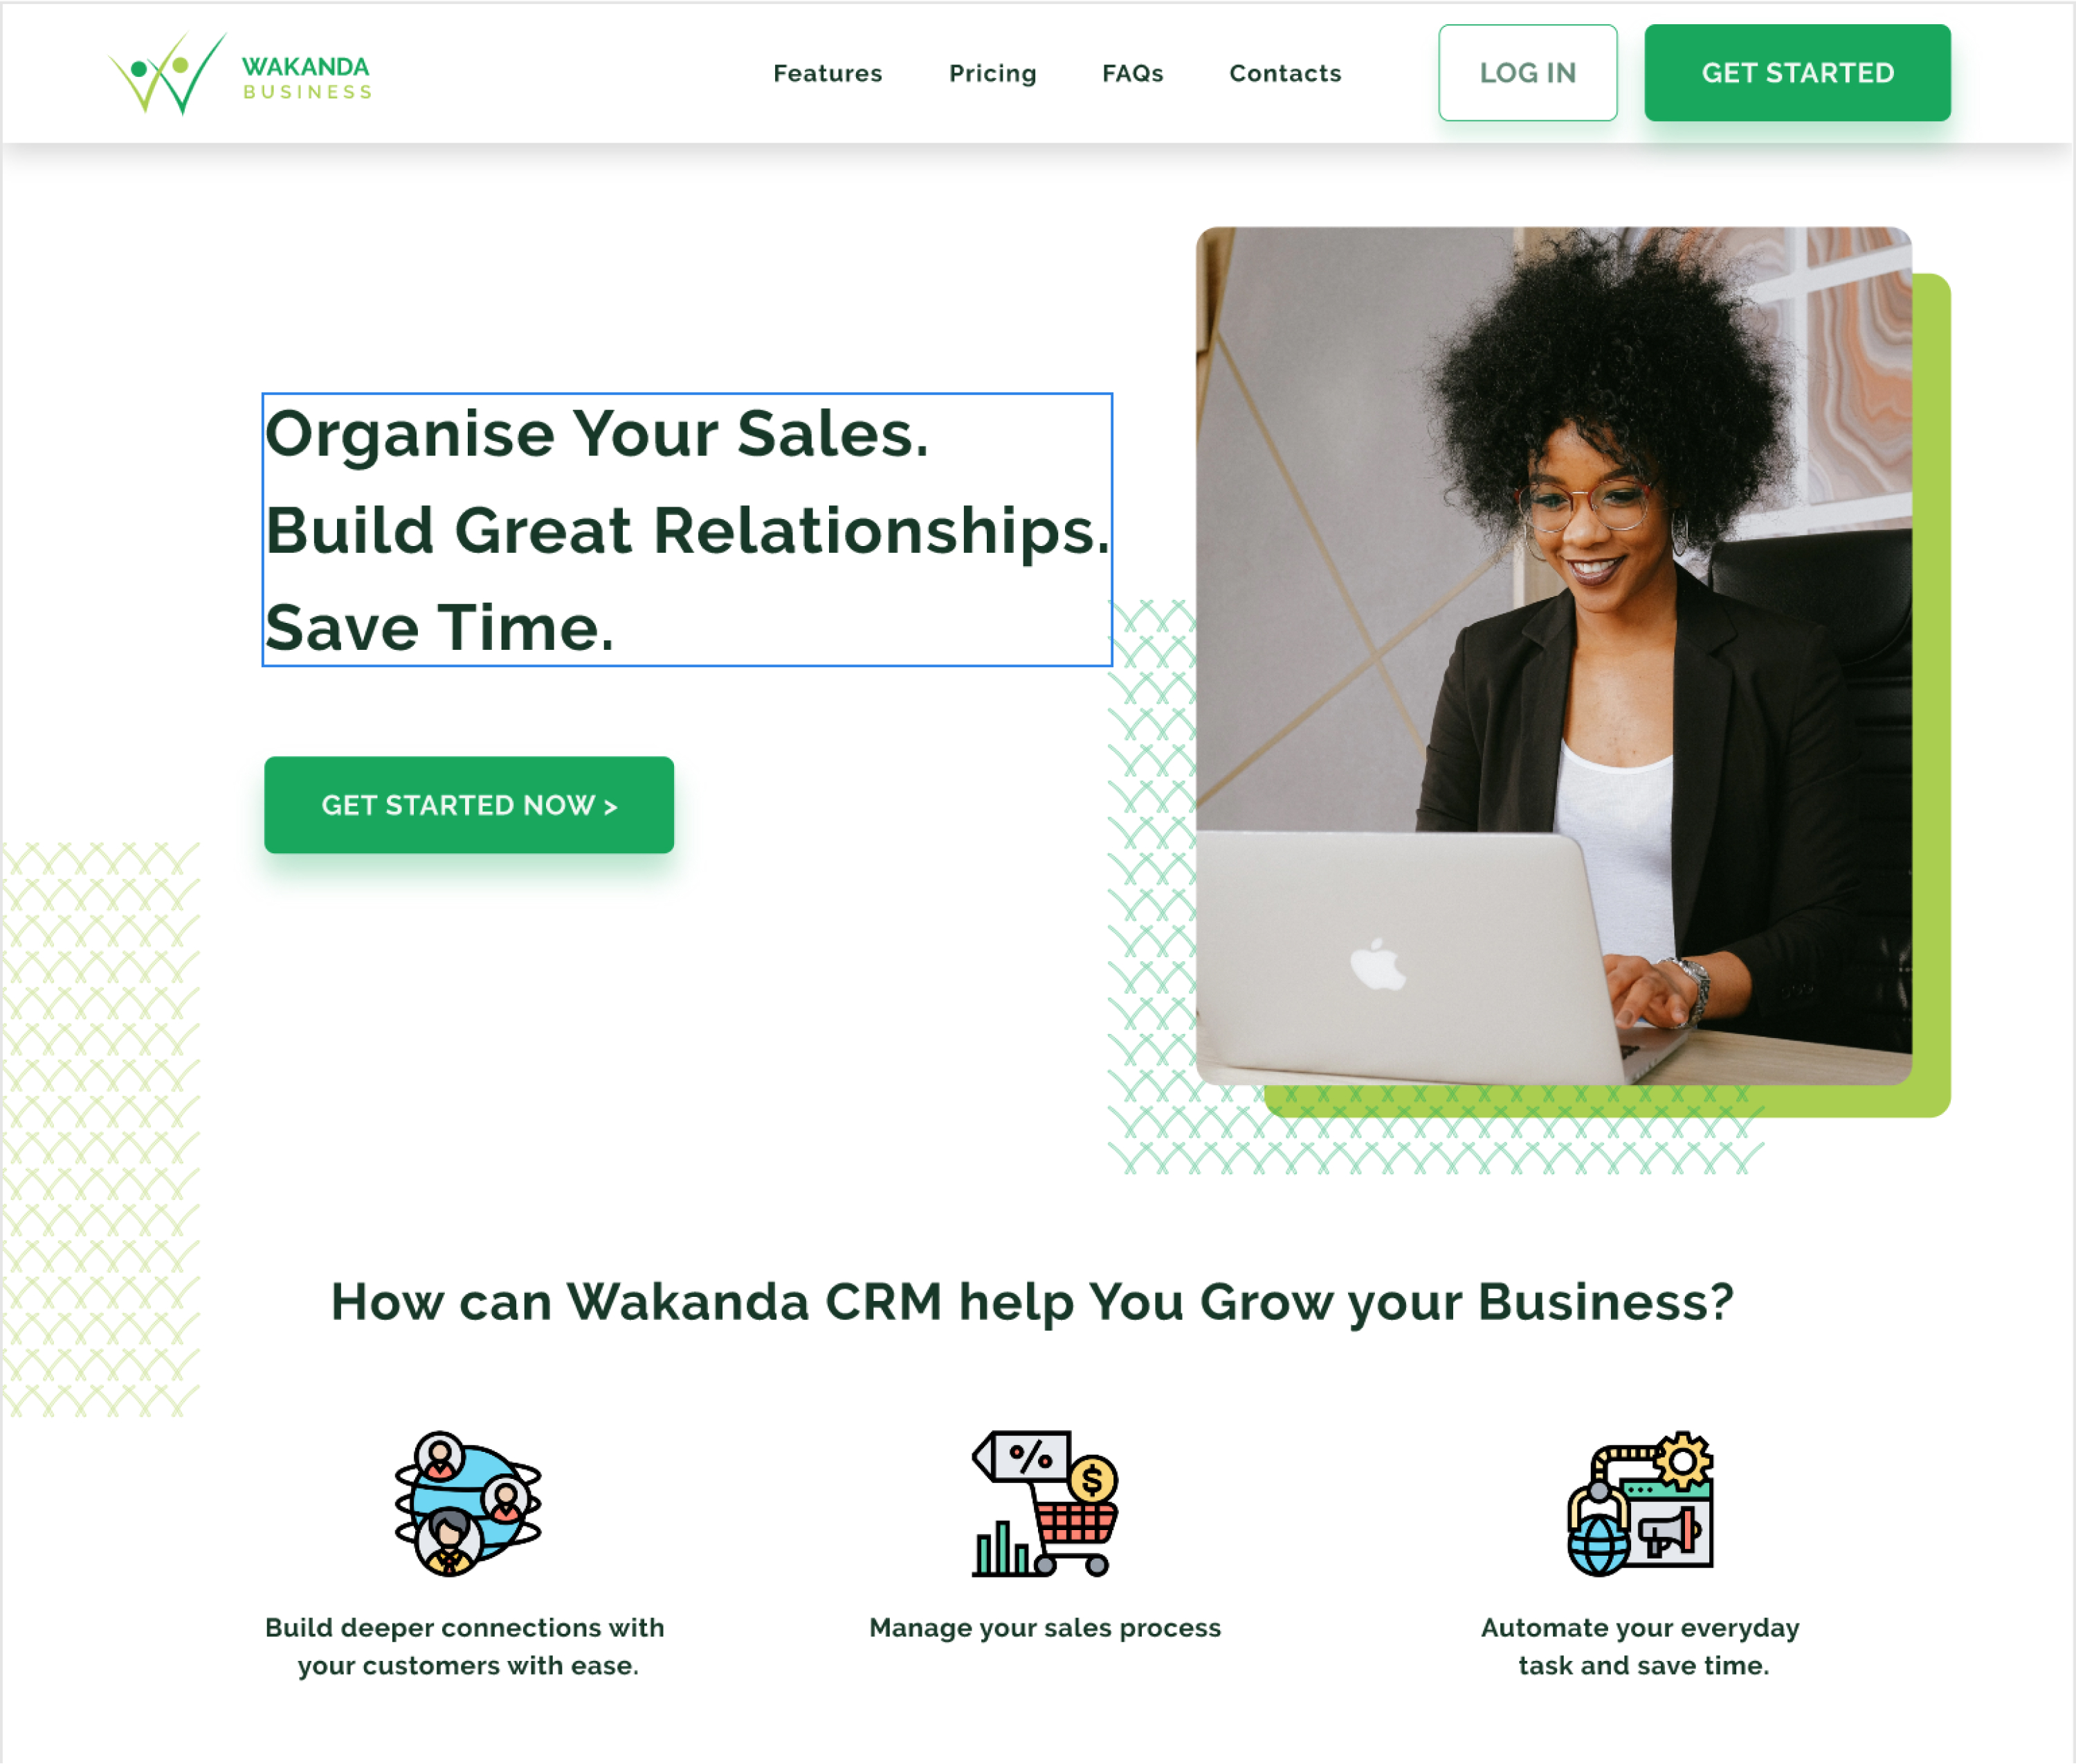 WAKANDA
BUSINESS
Features
Pricing
FAQs
Contacts
LOG IN
GET STARTED
Organise Your Sales.
Build Great Relationships.
Save Time.
GET STARTED NOW >
How can Wakanda CRM help You Grow your Business?
%
$
Build deeper connections with
your customers with ease.
Manage your sales process
Automate your everyday
task and save time.